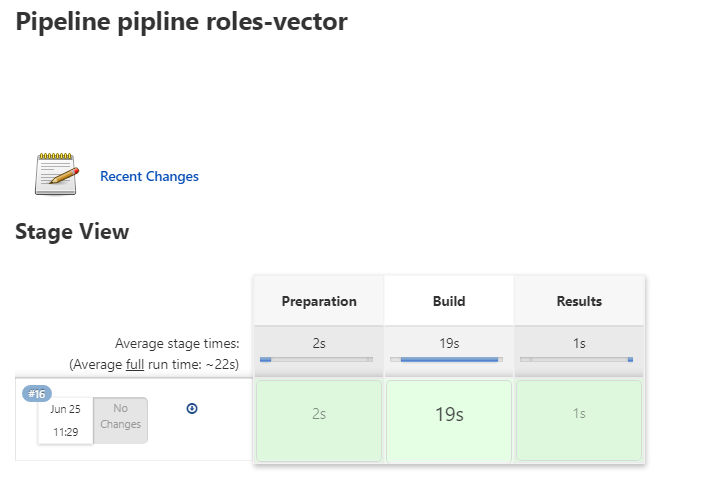 Pipeline pipline roles-vector
Recent Changes
Stage View
Preparation Build Results
Average stage times: 2s 19s 1s
(Average full run time: ~22s)
#16
Jun 25 No
11:29 Changes
2s 19s 1s